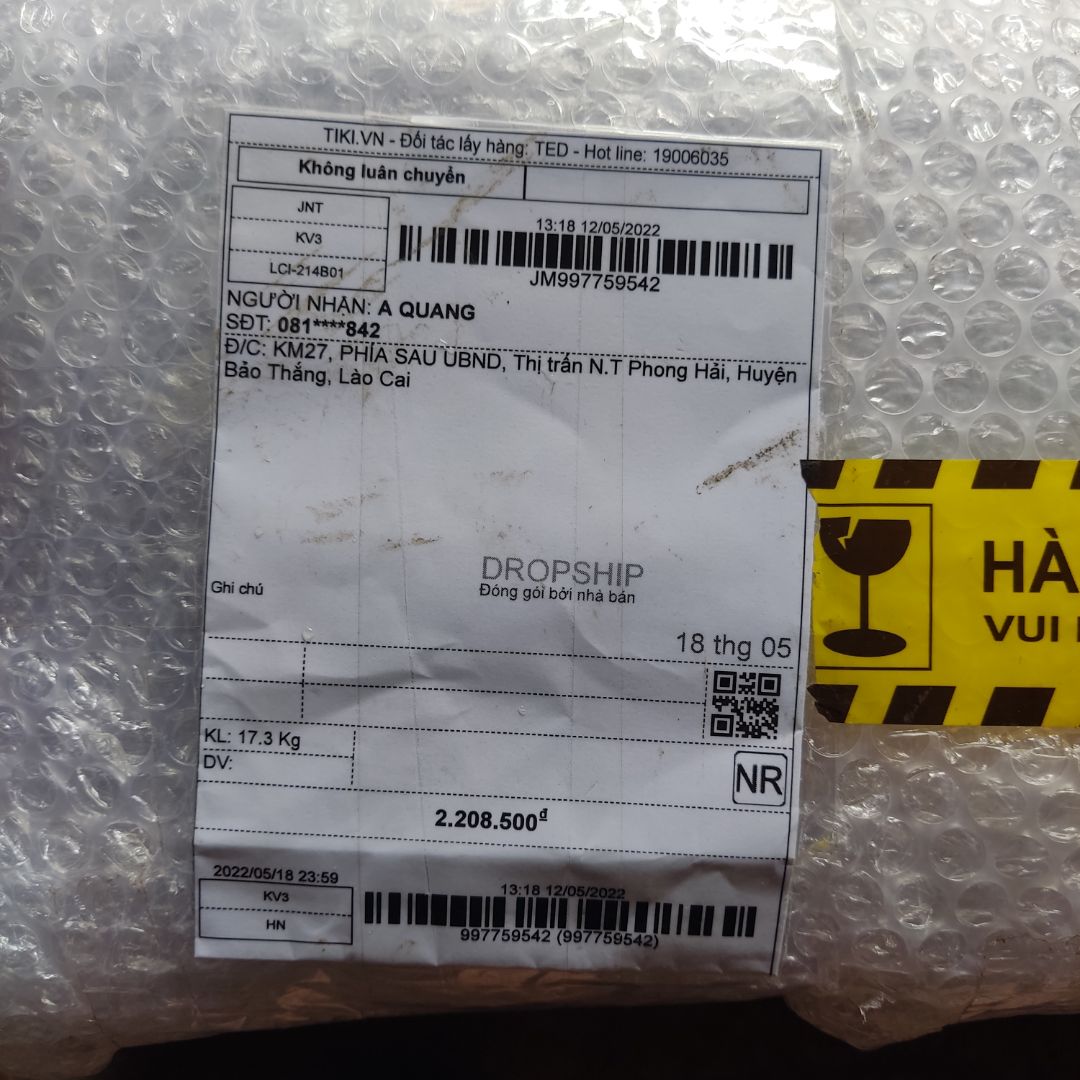 TIKI.VN - Đối tác lấy hàng: TED - Hot line: 19006035
Không luân chuyển
JNT
KV3
LCI-214B01
13:18 12/05/2022
JM997759542
NGƯỜI NHẬN: A QUANG
SĐT: 081****842
Đ/C: KM27, PHÍA SAU UBND, Thị trấn N.T Phong Hải, Huyện
Bảo Thắng, Lào Cai
DROPSHIP
Đóng gói bởi nhà bán
Ghi chú
18 thg 05
KL: 17.3 Kg
DV:
NR
2.208.500đ
2022/05/18 23:59
KV3
HN
13:18 12/05/2022
997759542 (997759542)
HÀ
VUI